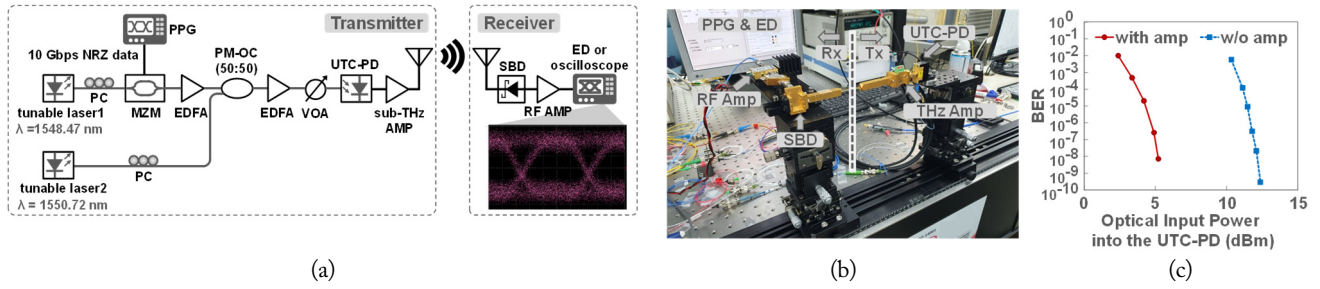 Transmitter
Receiver
PPG
10 Gbps NRZ data
PM-OC
(50:50)
UTC-PD
SBD
ED or
oscilloscope
PC
MZM
EDFA
EDFA
VOA
sub-THz
AMP
RF AMP
tunable laser1
λ =1548.47 nm
PC
tunable laser2
λ = 1550.72 nm
(a)
PPG & ED
Rx
Tx
UTC-PD
RF Amp
THz Amp
SBD
(b)
with amp
w/o amp
BER
10⁰
10⁻¹
10⁻²
10⁻³
10⁻⁴
10⁻⁵
10⁻⁶
10⁻⁷
10⁻⁸
10⁻⁹
10⁻¹⁰
0 5 10 15
Optical Input Power
into the UTC-PD (dBm)
(c)